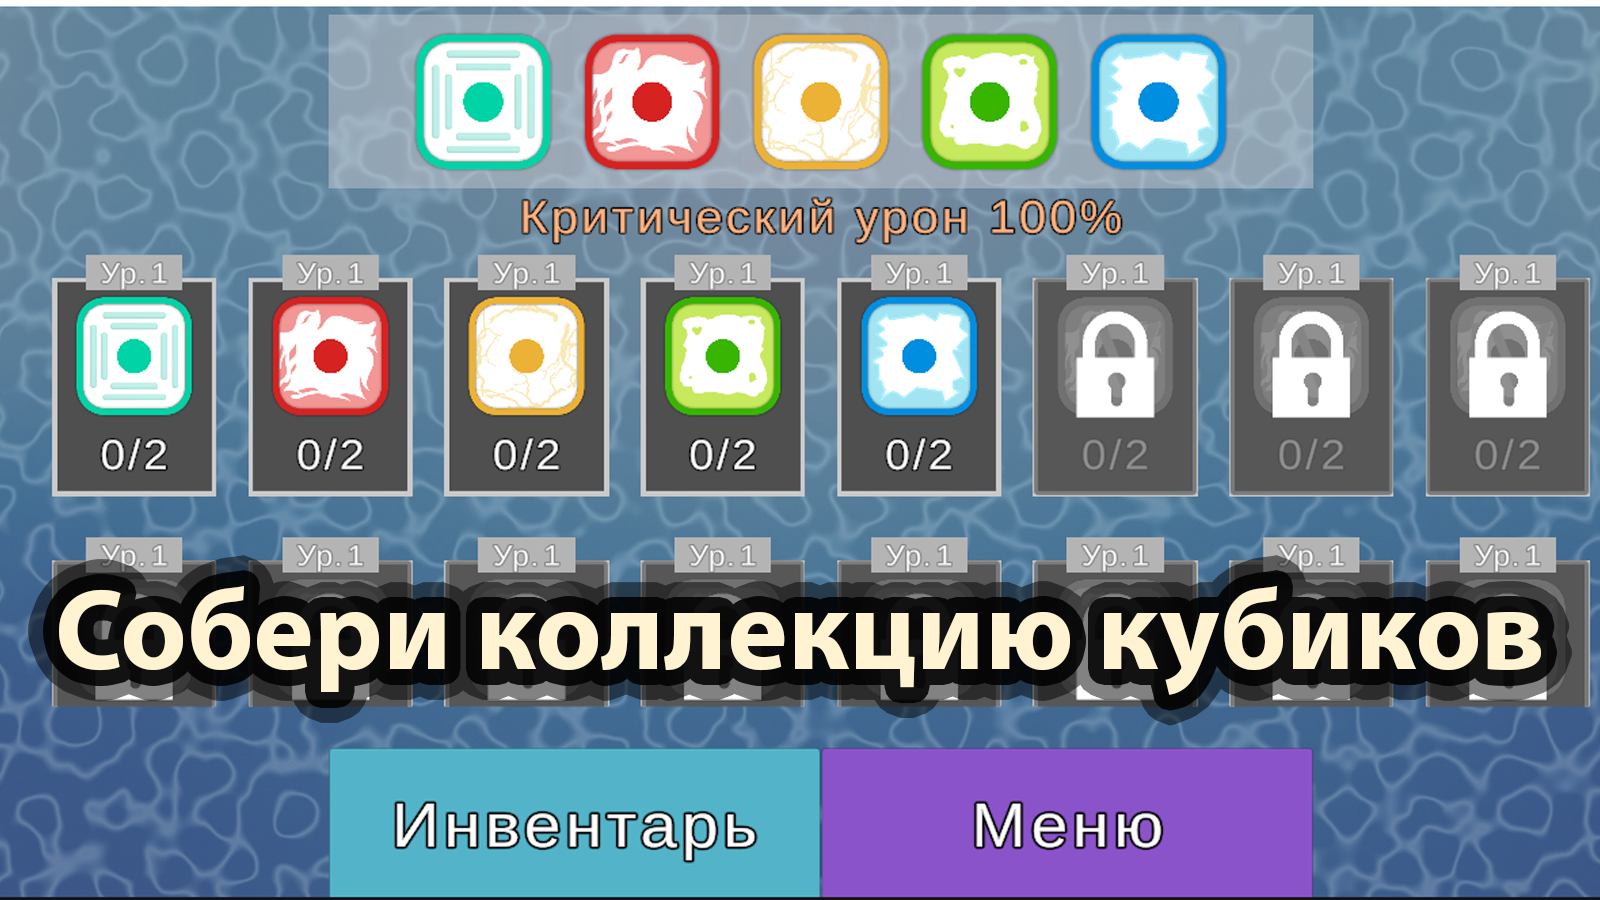 Критический урон 100%
Ур.1 Ур.1 Ур.1 Ур.1 Ур.1 Ур.1 Ур.1 Ур.1
0/2 0/2 0/2 0/2 0/2 0/2 0/2 0/2
Ур.1 Ур.1 Ур.1 Ур.1 Ур.1 Ур.1 Ур.1 Ур.1
Собери коллекцию кубиков
Инвентарь Меню